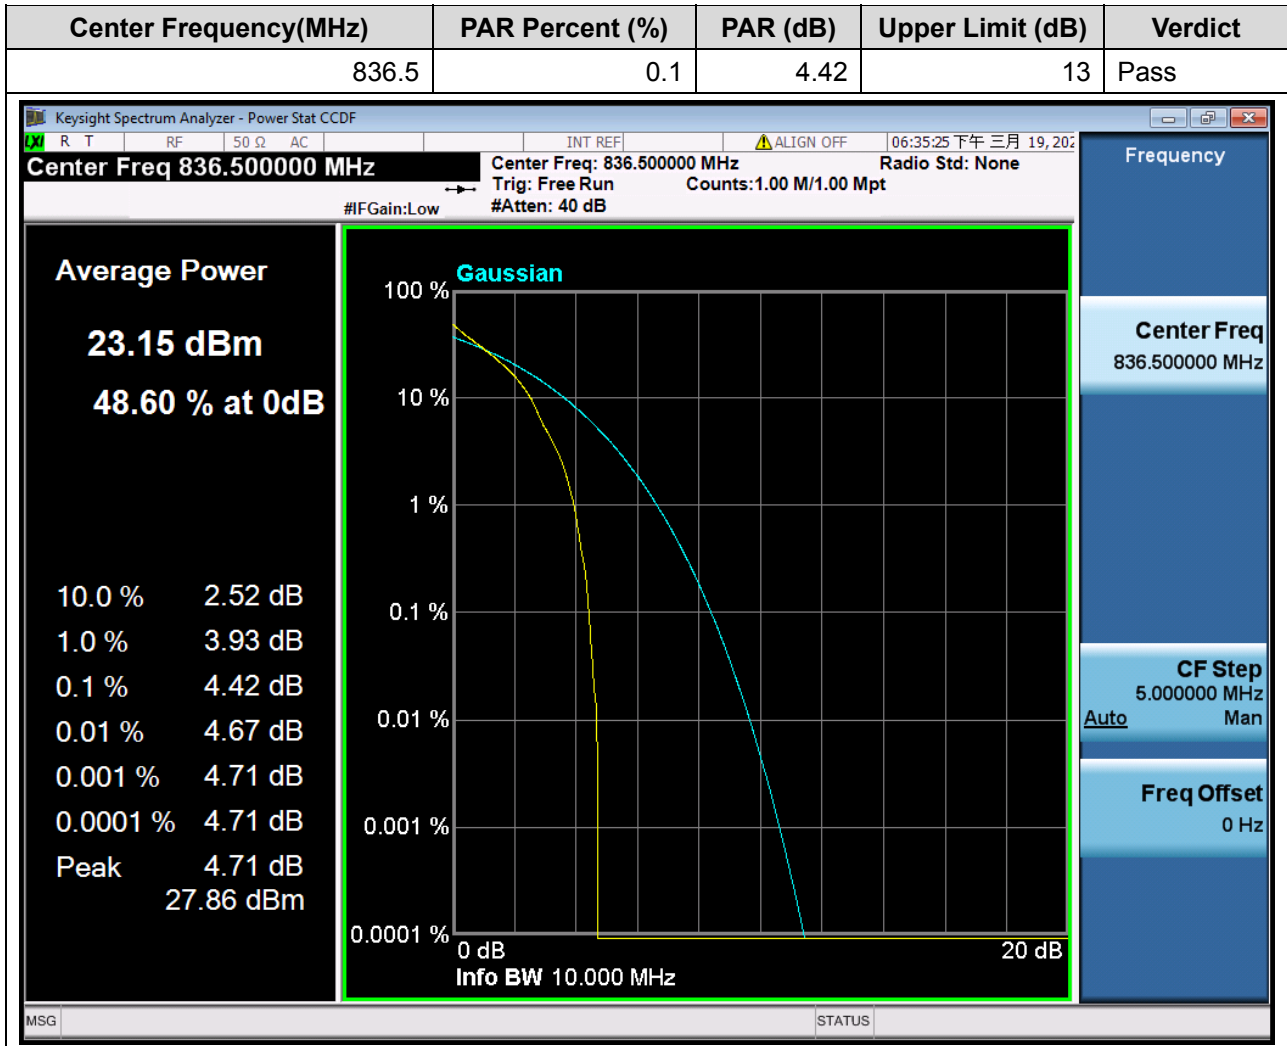 Center Frequency(MHz) PAR Percent (%) PAR (dB) Upper Limit (dB) Verdict
836.5 0.1 4.42 13 Pass
Keysight Spectrum Analyzer - Power Stat CCDF
LXI R T RF 50 Ω AC INT REF ALIGN OFF 06:35:25 下午 三月 19, 202
Center Freq 836.500000 MHz
Center Freq: 836.500000 MHz Radio Std: None
Trig: Free Run Counts:1.00 M/1.00 Mpt
#IFGain:Low #Atten: 40 dB
Average Power
23.15 dBm
48.60 % at 0dB
10.0 % 2.52 dB
1.0 % 3.93 dB
0.1 % 4.42 dB
0.01 % 4.67 dB
0.001 % 4.71 dB
0.0001 % 4.71 dB
Peak 4.71 dB
27.86 dBm
Gaussian
100 %
10 %
1 %
0.1 %
0.01 %
0.001 %
0.0001 %
0 dB 20 dB
Info BW 10.000 MHz
Frequency
Center Freq
836.500000 MHz
CF Step
5.000000 MHz
Auto Man
Freq Offset
0 Hz
MSG STATUS